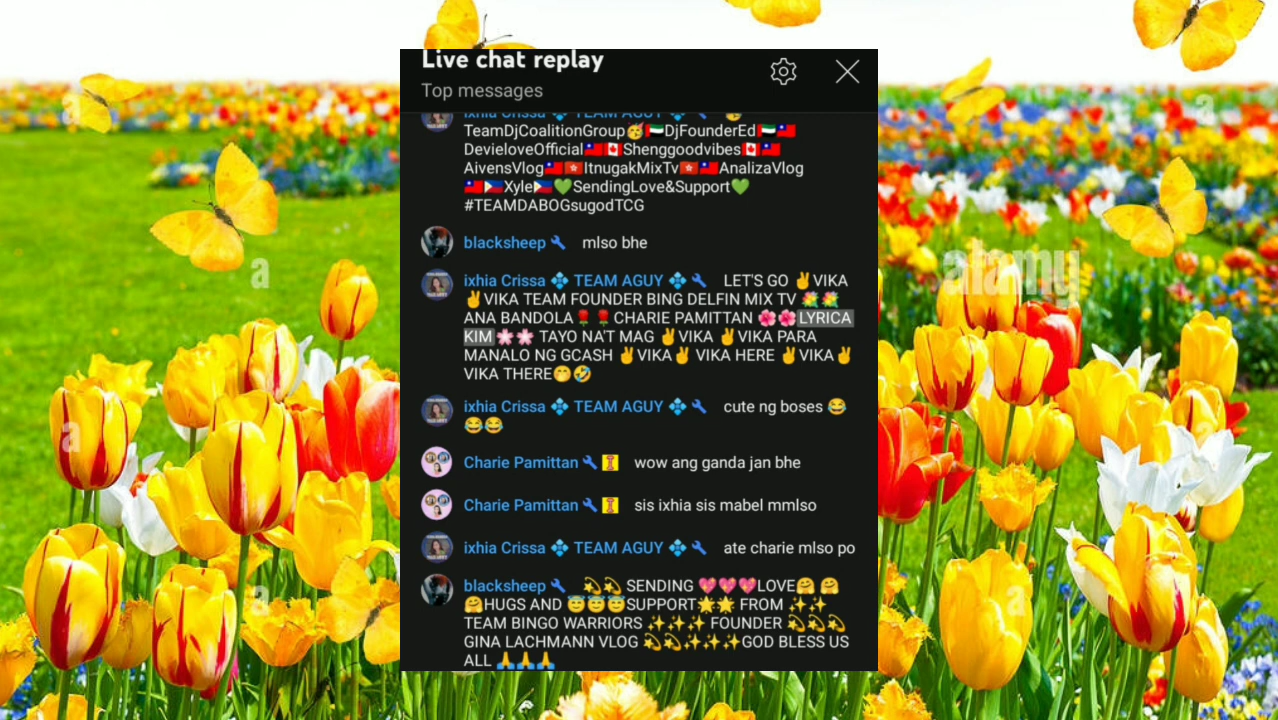 Live chat replay
Top messages
ixhia Crissa 💠 TEAM AGUY 💠🔧 🥳
TeamDjCoalitionGroup🥳🇦🇪DjFounderEd🇦🇪🇹🇼
DevieloveOfficial🇹🇼🇨🇦Shenggoodvibes🇨🇦🇹🇼
AivensVlog🇹🇼🇭🇰ItnugakMixTv🇭🇰🇹🇼AnalizaVlog
🇹🇼🇵🇭Xyle🇵🇭💚SendingLove&Support💚
#TEAMDABOGsugodTCG
blacksheep🔧 mlso bhe
ixhia Crissa 💠 TEAM AGUY 💠🔧 LET'S GO ✌VIKA
✌VIKA TEAM FOUNDER BING DELFIN MIX TV 💐💐
ANA BANDOLA🌹🌹CHARIE PAMITTAN 🌺🌺LYRICA
KIM🌸🌸 TAYO NA'T MAG ✌VIKA ✌VIKA PARA
MANALO NG GCASH ✌VIKA✌ VIKA HERE ✌VIKA✌
VIKA THERE🤭🤣
ixhia Crissa 💠 TEAM AGUY 💠🔧 cute ng boses 😂
😂😂
Charie Pamittan🔧 wow ang ganda jan bhe
Charie Pamittan🔧 sis ixhia sis mabel mmlso
ixhia Crissa 💠 TEAM AGUY 💠🔧 ate charie mlso po
blacksheep🔧 💫💫 SENDING 💖💖💖LOVE🤗 🤗
🤗HUGS AND 😇😇😇SUPPORT🌟🌟 FROM ✨✨
TEAM BINGO WARRIORS ✨✨✨ FOUNDER 💫💫💫
GINA LACHMANN VLOG 💫💫✨✨✨GOD BLESS US
ALL 🙏🙏🙏
alamy
a
a
a
a
a
a